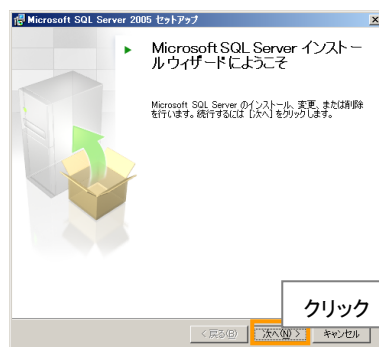 Microsoft SQL Server 2005 セットアップ
Microsoft SQL Server インストー
ル ウィザードにようこそ
Microsoft SQL Server のインストール、変更、または削除
を行います。続行するには [次へ] をクリックします。
クリック
< 戻る(B)
次へ(N) >
キャンセル